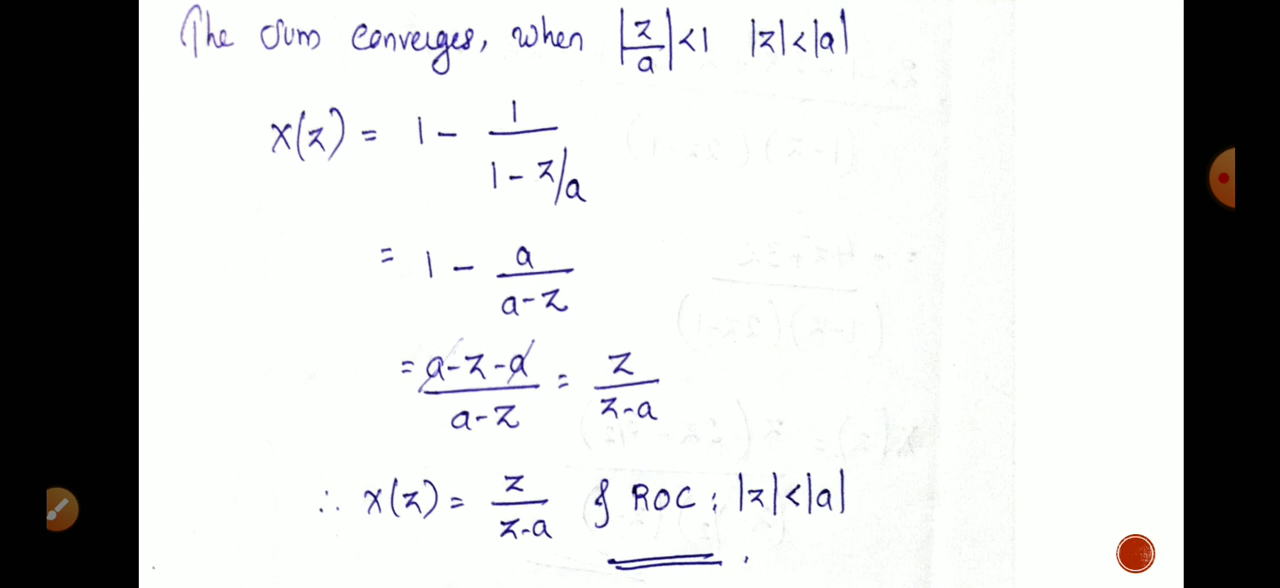 The sum converges, when |z/a| < 1 |z| < |a|
X(z) = 1 - 1/(1 - z/a)
= 1 - a/(a - z)
= (a - z - a)/(a - z) = z/(z - a)
∴ X(z) = z/(z - a) & ROC : |z| < |a|